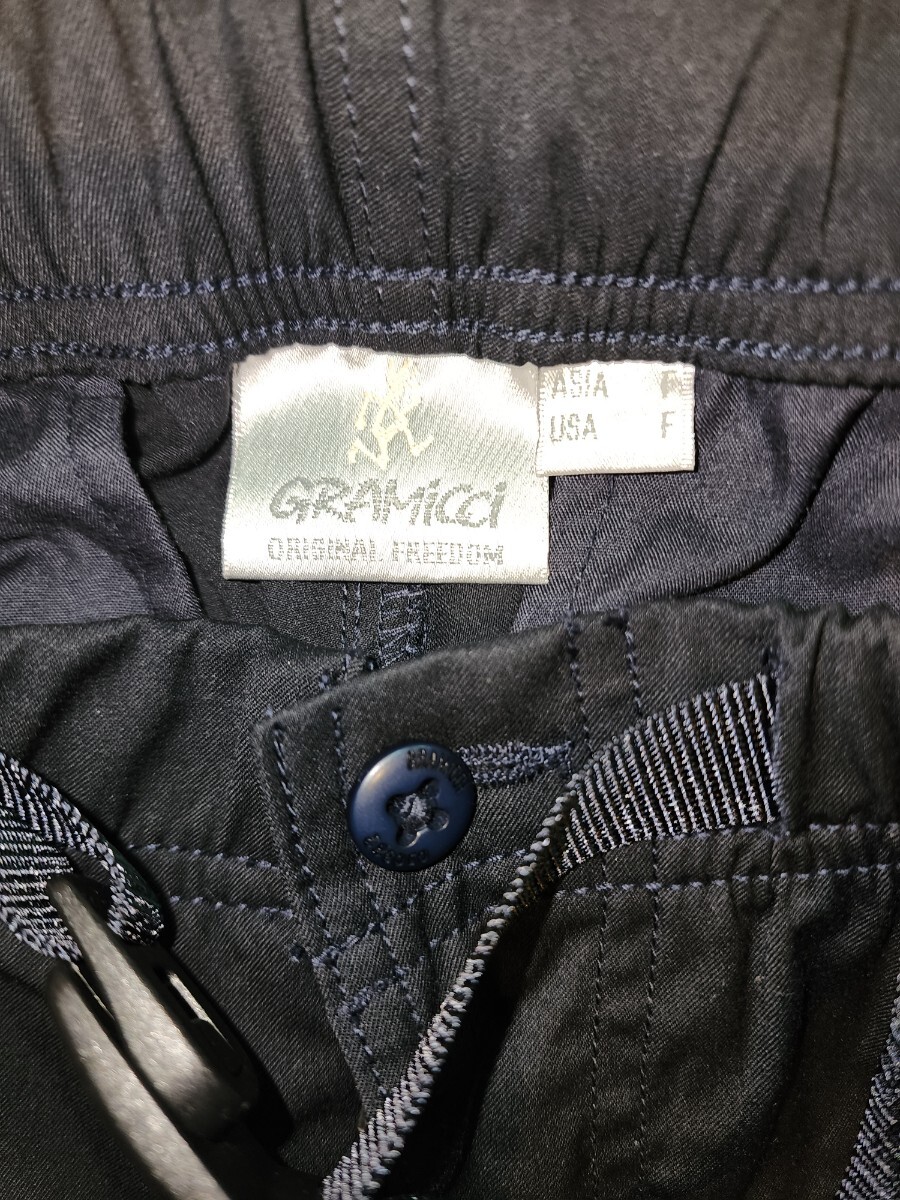 GRAMiCCi
ORIGINAL FREEDOM
ASIA F
USA F